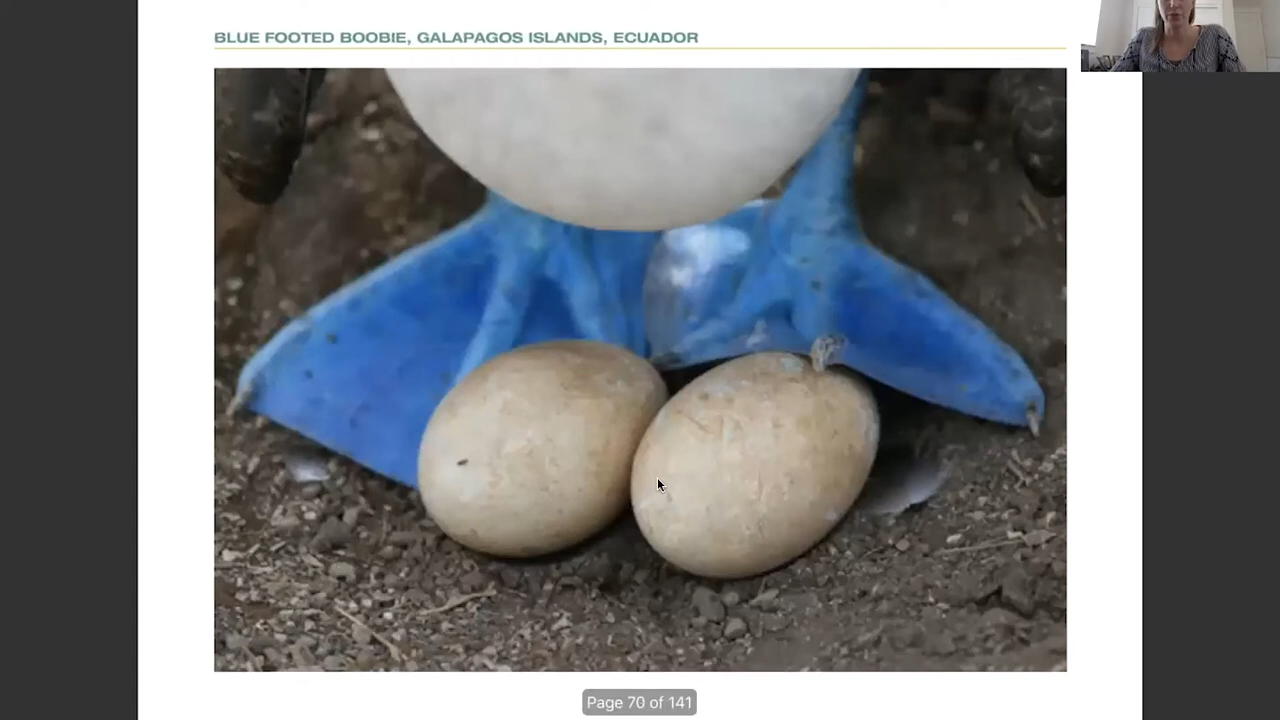 BLUE FOOTED BOOBIE, GALAPAGOS ISLANDS, ECUADOR
Page 70 of 141